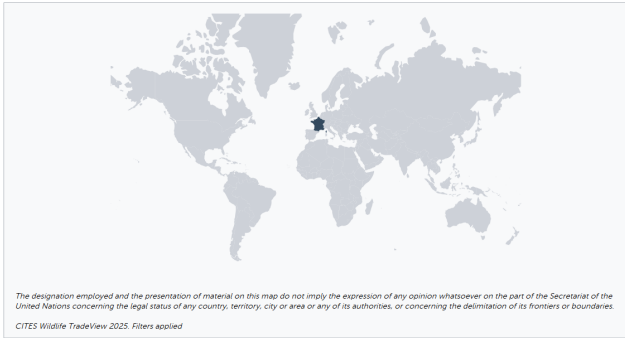 The designation employed and the presentation of material on this map do not imply the expression of any opinion whatsoever on the part of the Secretariat of the
United Nations concerning the legal status of any country, territory, city or area or any of its authorities, or concerning the delimitation of its frontiers or boundaries.
CITES Wildlife TradeView 2025. Filters applied